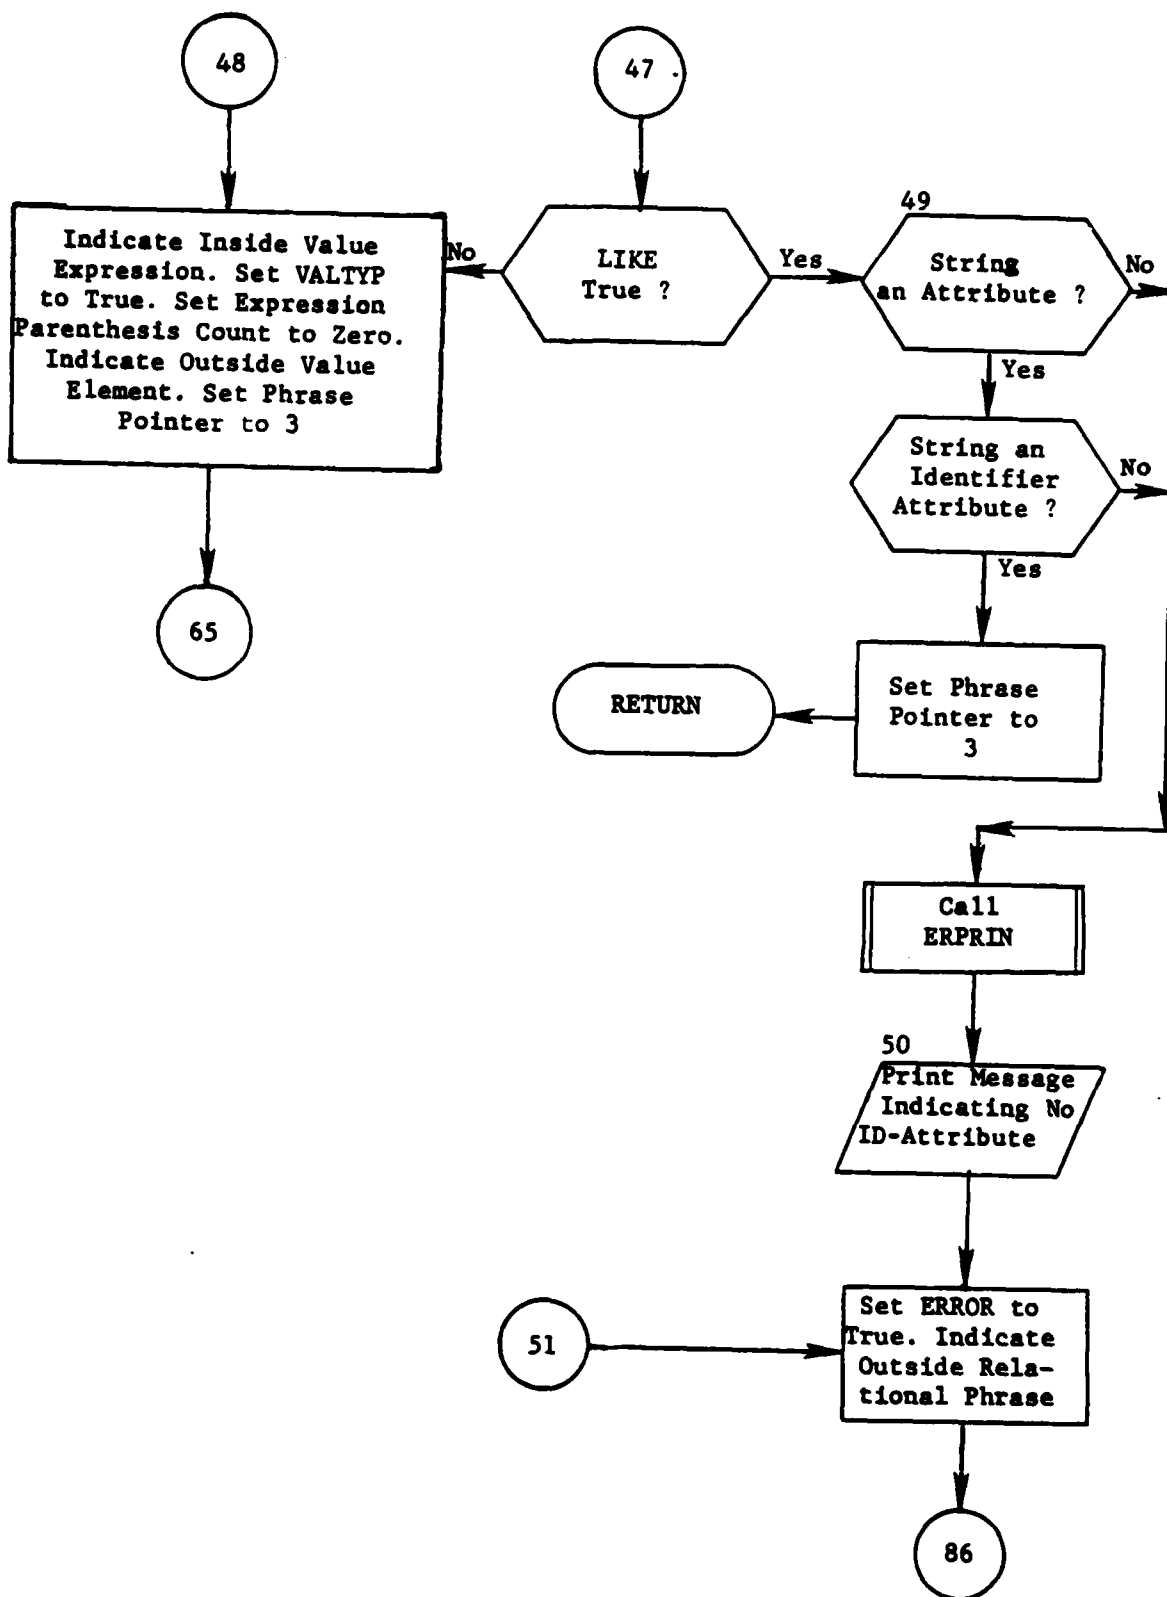 48
47
Indicate Inside Value
Expression. Set VALTYP
to True. Set Expression
Parenthesis Count to Zero.
Indicate Outside Value
Element. Set Phrase
Pointer to 3
No
LIKE
True ?
Yes
49
String
an Attribute ?
No
Yes
String an
Identifier
Attribute ?
No
Yes
65
RETURN
Set Phrase
Pointer to
3
Call
ERPRIN
50
Print Message
Indicating No
ID-Attribute
51
Set ERROR to
True. Indicate
Outside Rela-
tional Phrase
86